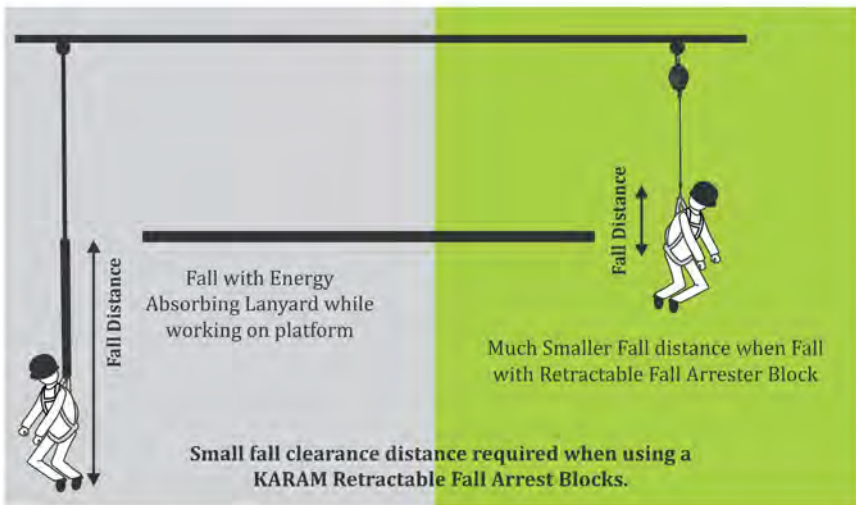 Fall Distance
Fall with Energy
Absorbing Lanyard while
working on platform
Fall Distance
Much Smaller Fall distance when Fall
with Retractable Fall Arrester Block
Small fall clearance distance required when using a
KARAM Retractable Fall Arrest Blocks.